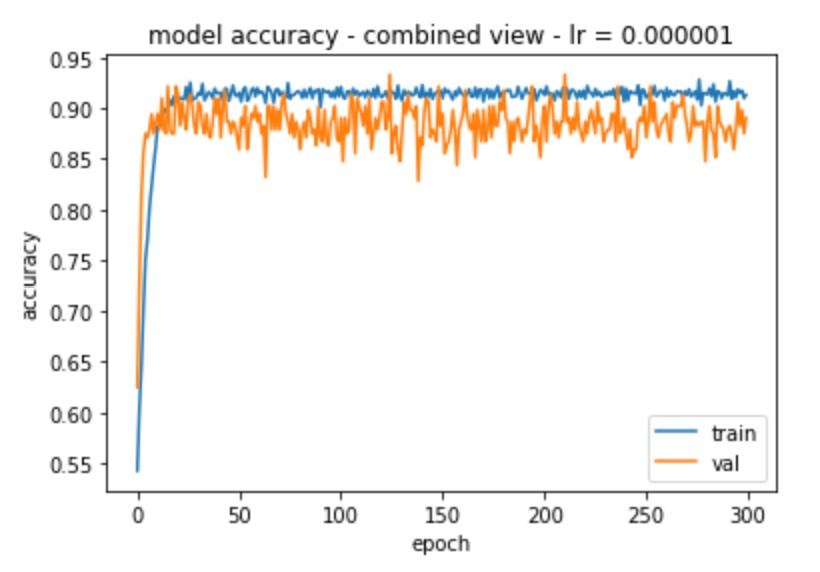 model accuracy - combined view - lr = 0.000001
0.95
0.90
0.85
0.80
0.75
0.70
0.65
0.60
0.55
accuracy
train
val
0 50 100 150 200 250 300
epoch